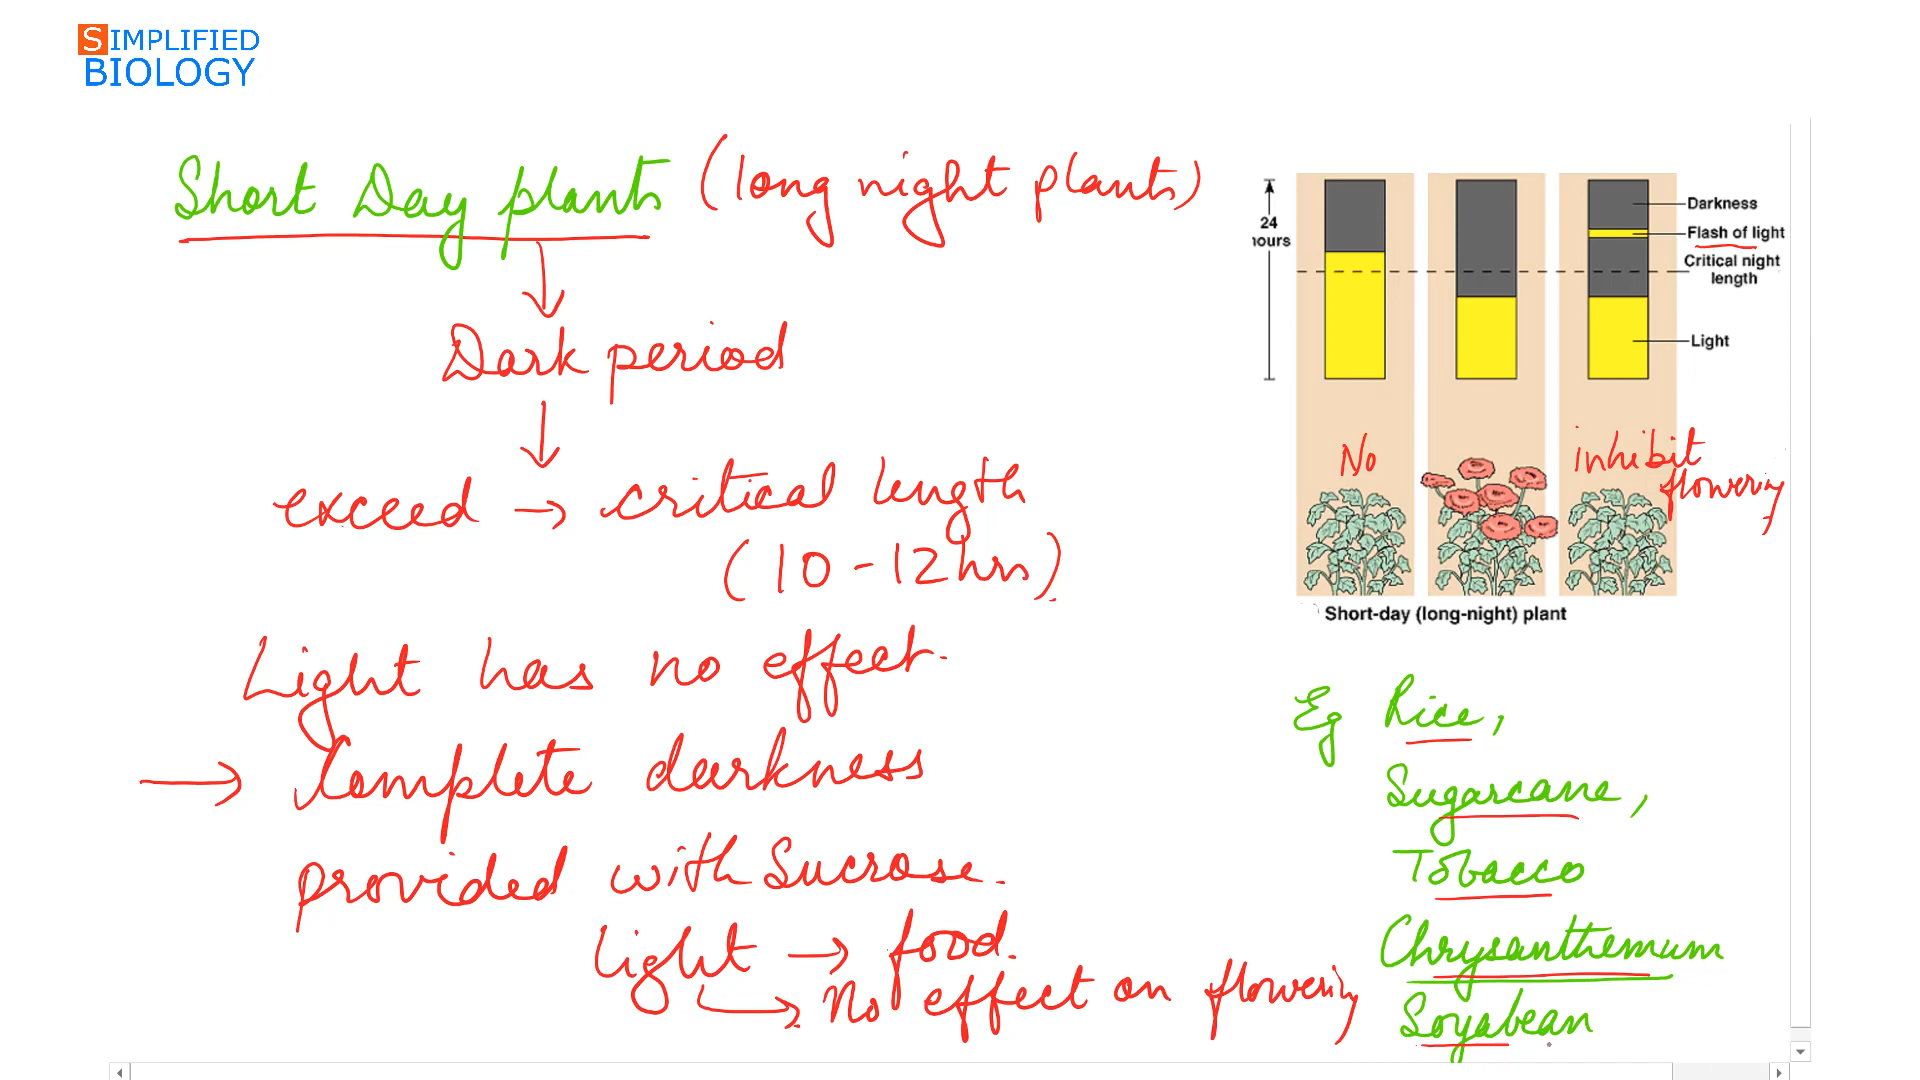 SIMPLIFIED
BIOLOGY
Short Day plants (long night plants)
Dark period
exceed → critical length
(10-12hrs)
Light has no effect.
→ Complete darkness
provided with Sucrose.
light → food.
→ No effect on flowering
24
hours
Darkness
Flash of light
Critical night
length
Light
No
inhibit
flowering
Short-day (long-night) plant
Eg Rice,
Sugarcane,
Tobacco
Chrysanthemum
Soyabean